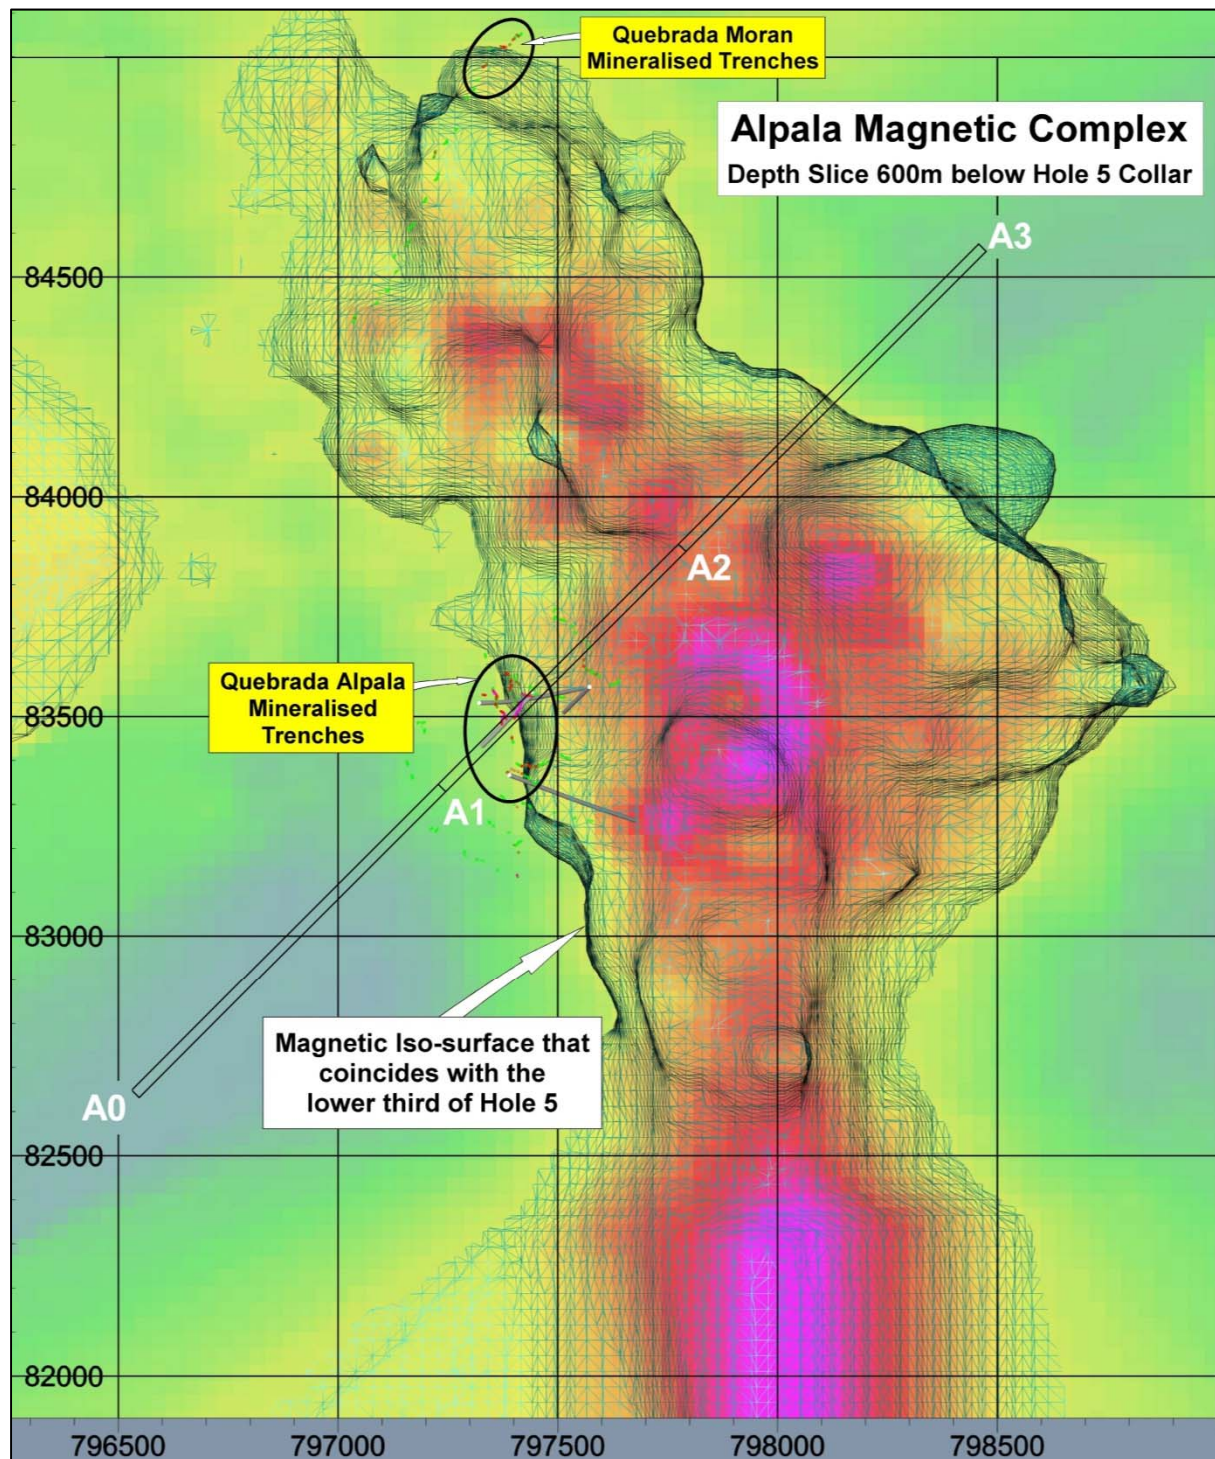 Quebrada Moran
Mineralised Trenches
Alpala Magnetic Complex
Depth Slice 600m below Hole 5 Collar
A3
84500
84000
A2
Quebrada Alpala
Mineralised
Trenches
83500
A1
83000
Magnetic Iso-surface that
coincides with the
lower third of Hole 5
A0
82500
82000
796500 797000 797500 798000 798500